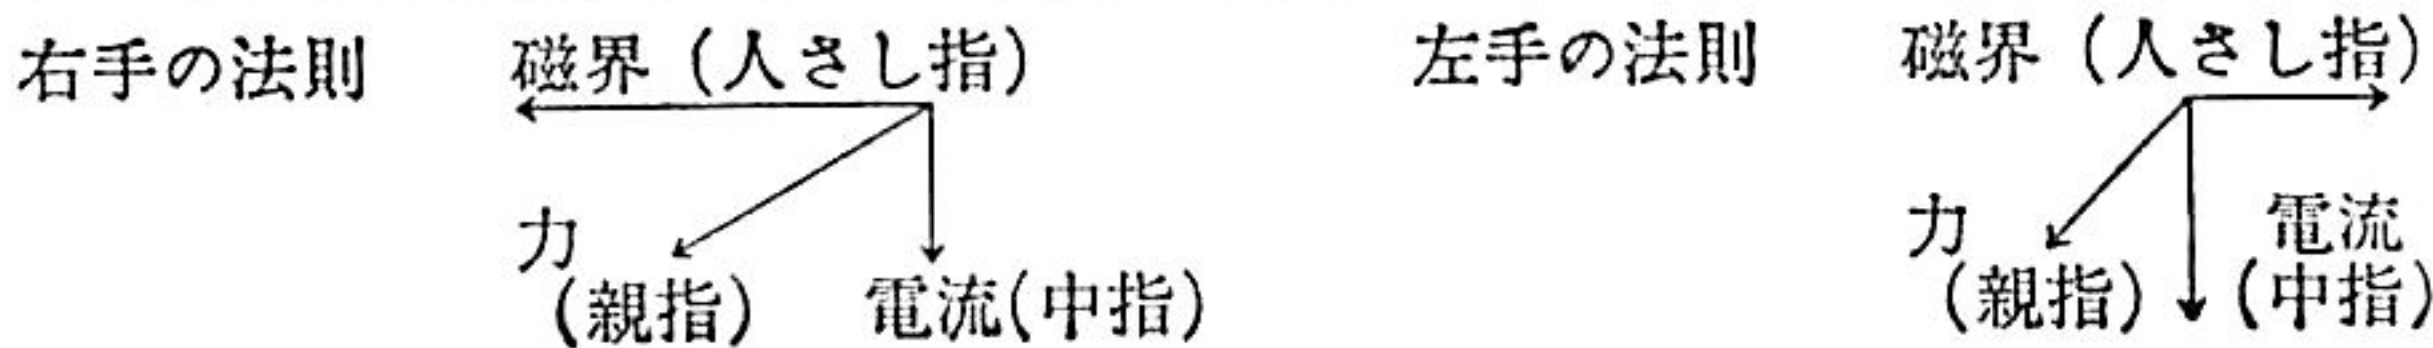 右手の法則
磁界（人さし指）
力
（親指）
電流（中指）
左手の法則
磁界（人さし指）
力
（親指）
電流
（中指）